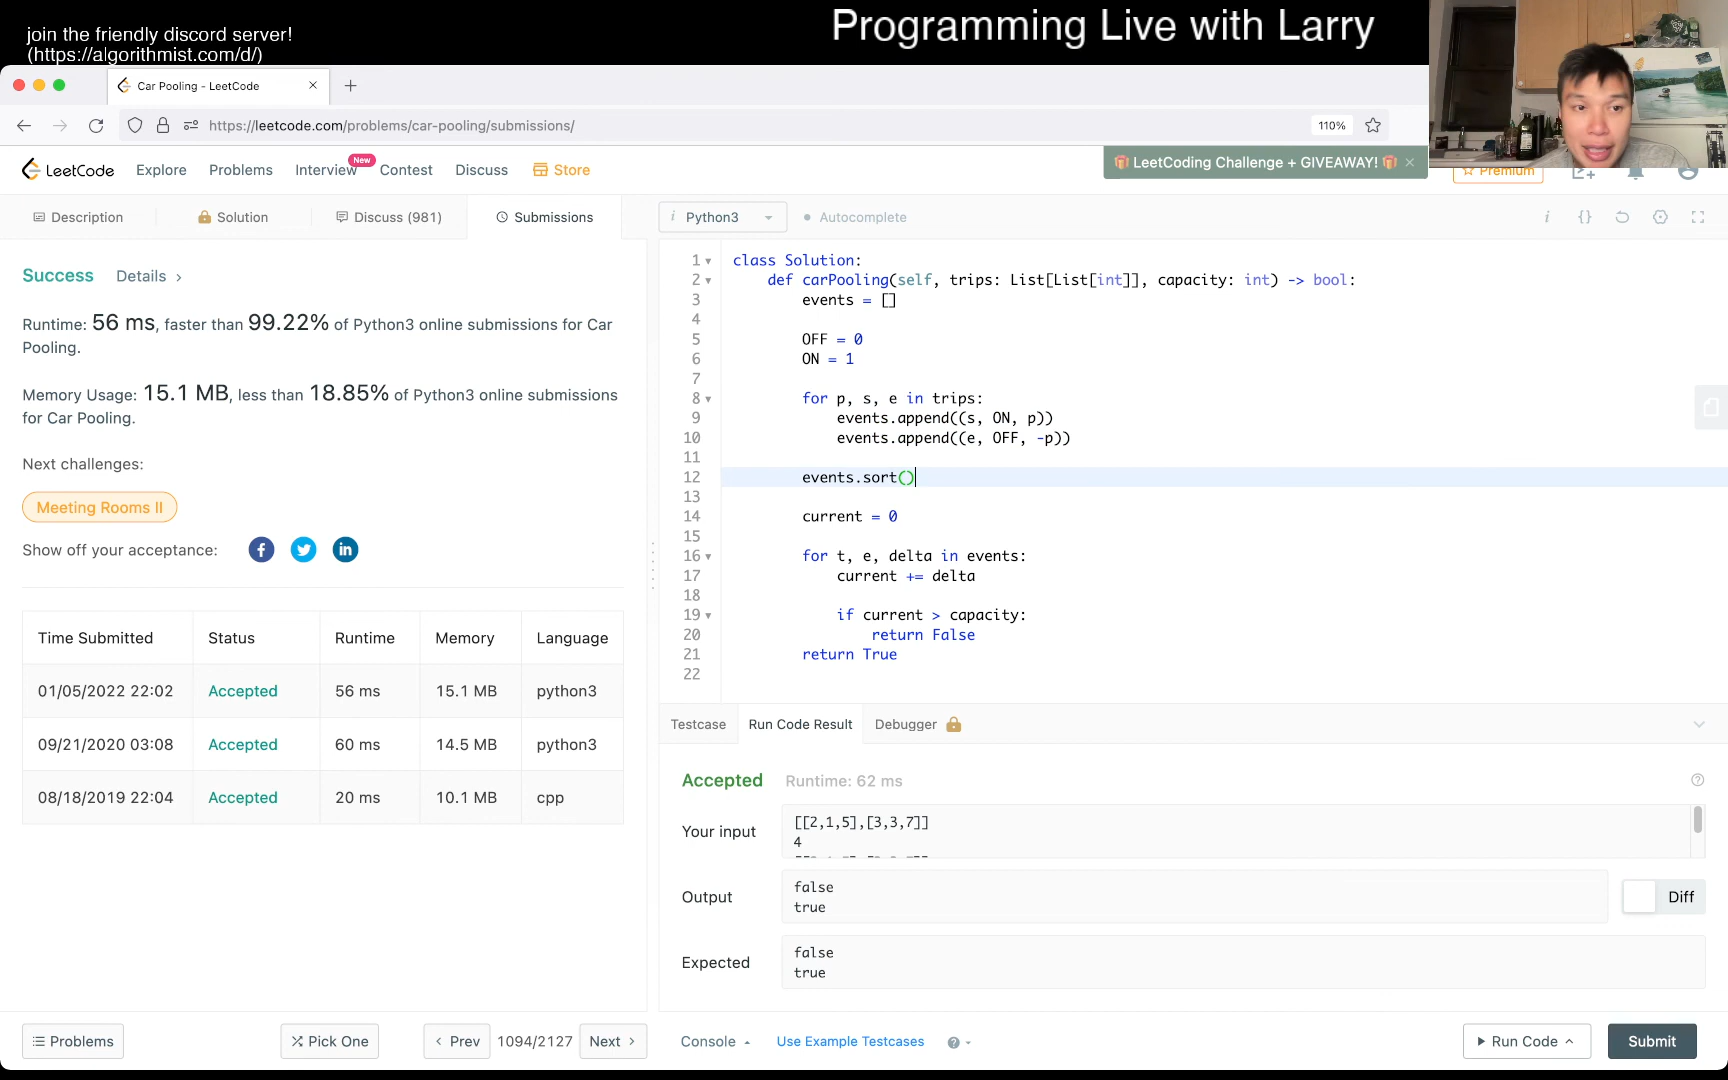 join the friendly discord server!
(https://algorithmist.com/d/)
Programming Live with Larry
Car Pooling - LeetCode
https://leetcode.com/problems/car-pooling/submissions/
110%
LeetCode
Explore
Problems
Interview
New
Contest
Discuss
Store
LeetCoding Challenge + GIVEAWAY!
Premium
Description
Solution
Discuss (981)
Submissions
i Python3
Autocomplete
Success
Details
Runtime: 56 ms, faster than 99.22% of Python3 online submissions for Car
Pooling.
Memory Usage: 15.1 MB, less than 18.85% of Python3 online submissions
for Car Pooling.
Next challenges:
Meeting Rooms II
Show off your acceptance:
Time Submitted Status Runtime Memory Language
01/05/2022 22:02 Accepted 56 ms 15.1 MB python3
09/21/2020 03:08 Accepted 60 ms 14.5 MB python3
08/18/2019 22:04 Accepted 20 ms 10.1 MB cpp
1 class Solution:
2 def carPooling(self, trips: List[List[int]], capacity: int) -> bool:
3 events = []
4
5 OFF = 0
6 ON = 1
7
8 for p, s, e in trips:
9 events.append((s, ON, p))
10 events.append((e, OFF, -p))
11
12 events.sort()
13
14 current = 0
15
16 for t, e, delta in events:
17 current += delta
18
19 if current > capacity:
20 return False
21 return True
22
Testcase
Run Code Result
Debugger
Accepted
Runtime: 62 ms
Your input
[[2,1,5],[3,3,7]]
4
Output
false
true
Diff
Expected
false
true
Problems
Pick One
Prev
1094/2127
Next
Console
Use Example Testcases
Run Code
Submit